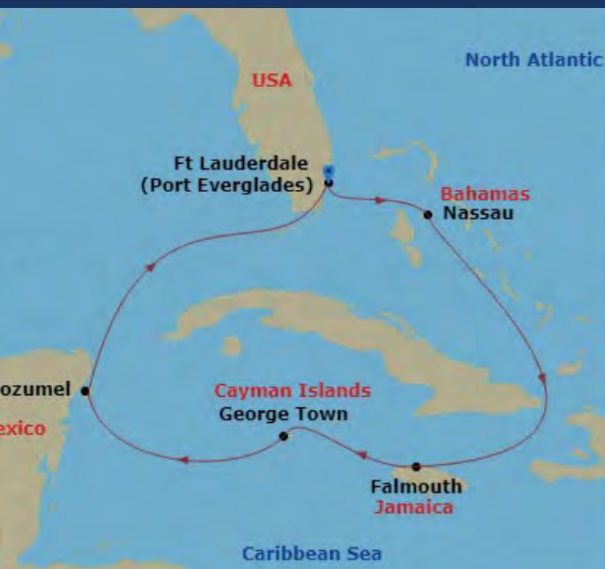 North Atlantic
USA
Ft Lauderdale
(Port Everglades)
Bahamas
Nassau
ozumel
exico
Cayman Islands
George Town
Falmouth
Jamaica
Caribbean Sea